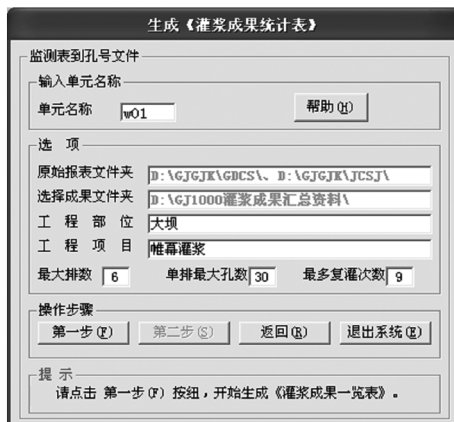 生成《灌浆成果统计表》
监测表到孔号文件
输入单元名称
单元名称 w01 帮助(H)
选 项
原始报表文件夹 D:\GJGJK\GDCS\、D:\GJGJK\JCSJ\
选择成果文件夹 D:\GJ1000灌浆成果汇总资料\
工 程 部 位 大坝
工 程 项 目 帷幕灌浆
最大排数 6 单排最大孔数 30 最多复灌次数 9
操作步骤
第一步(F) 第二步(S) 返回(R) 退出系统(E)
提 示
请点击 第一步(F) 按纽，开始生成《灌浆成果一览表》.